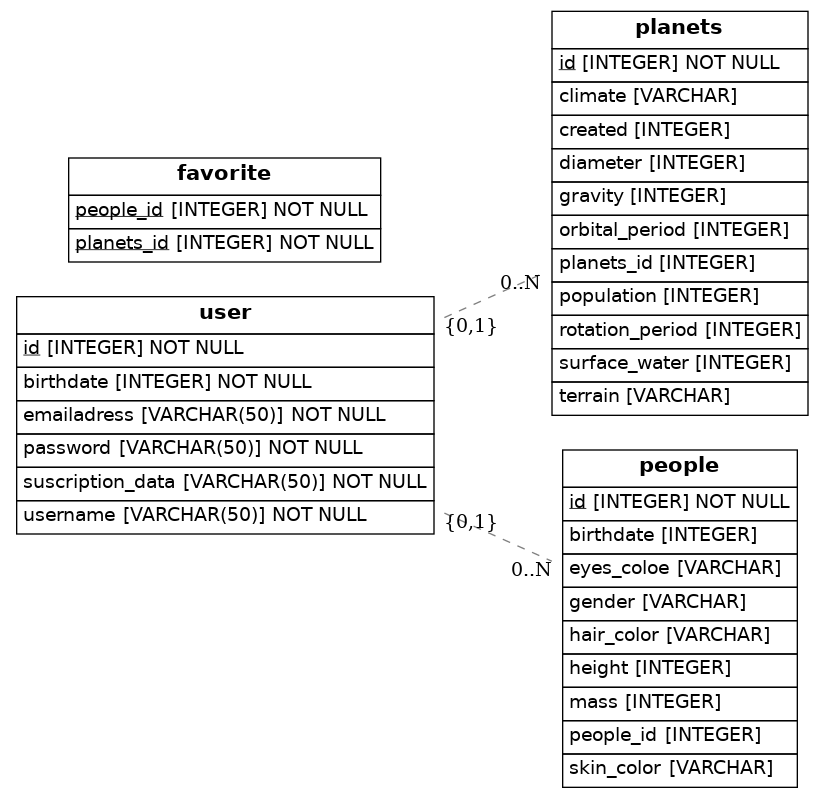 favorite
people_id [INTEGER] NOT NULL
planets_id [INTEGER] NOT NULL
user
id [INTEGER] NOT NULL
birthdate [INTEGER] NOT NULL
emailadress [VARCHAR(50)] NOT NULL
password [VARCHAR(50)] NOT NULL
suscription_data [VARCHAR(50)] NOT NULL
username [VARCHAR(50)] NOT NULL
0..N
{0,1}
{0,1}
0..N
planets
id [INTEGER] NOT NULL
climate [VARCHAR]
created [INTEGER]
diameter [INTEGER]
gravity [INTEGER]
orbital_period [INTEGER]
planets_id [INTEGER]
population [INTEGER]
rotation_period [INTEGER]
surface_water [INTEGER]
terrain [VARCHAR]
people
id [INTEGER] NOT NULL
birthdate [INTEGER]
eyes_coloe [VARCHAR]
gender [VARCHAR]
hair_color [VARCHAR]
height [INTEGER]
mass [INTEGER]
people_id [INTEGER]
skin_color [VARCHAR]